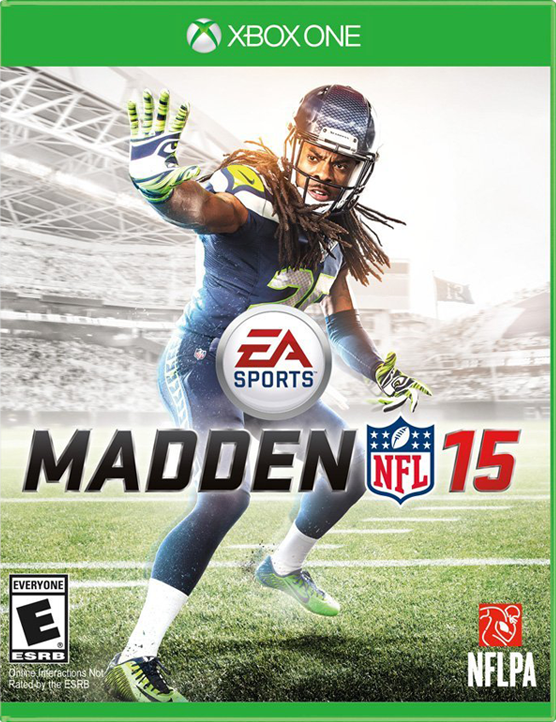 XBOX ONE
EA
SPORTS
MADDEN NFL 15
EVERYONE
E
ESRB
Online Interactions Not
Rated by the ESRB
NFLPA